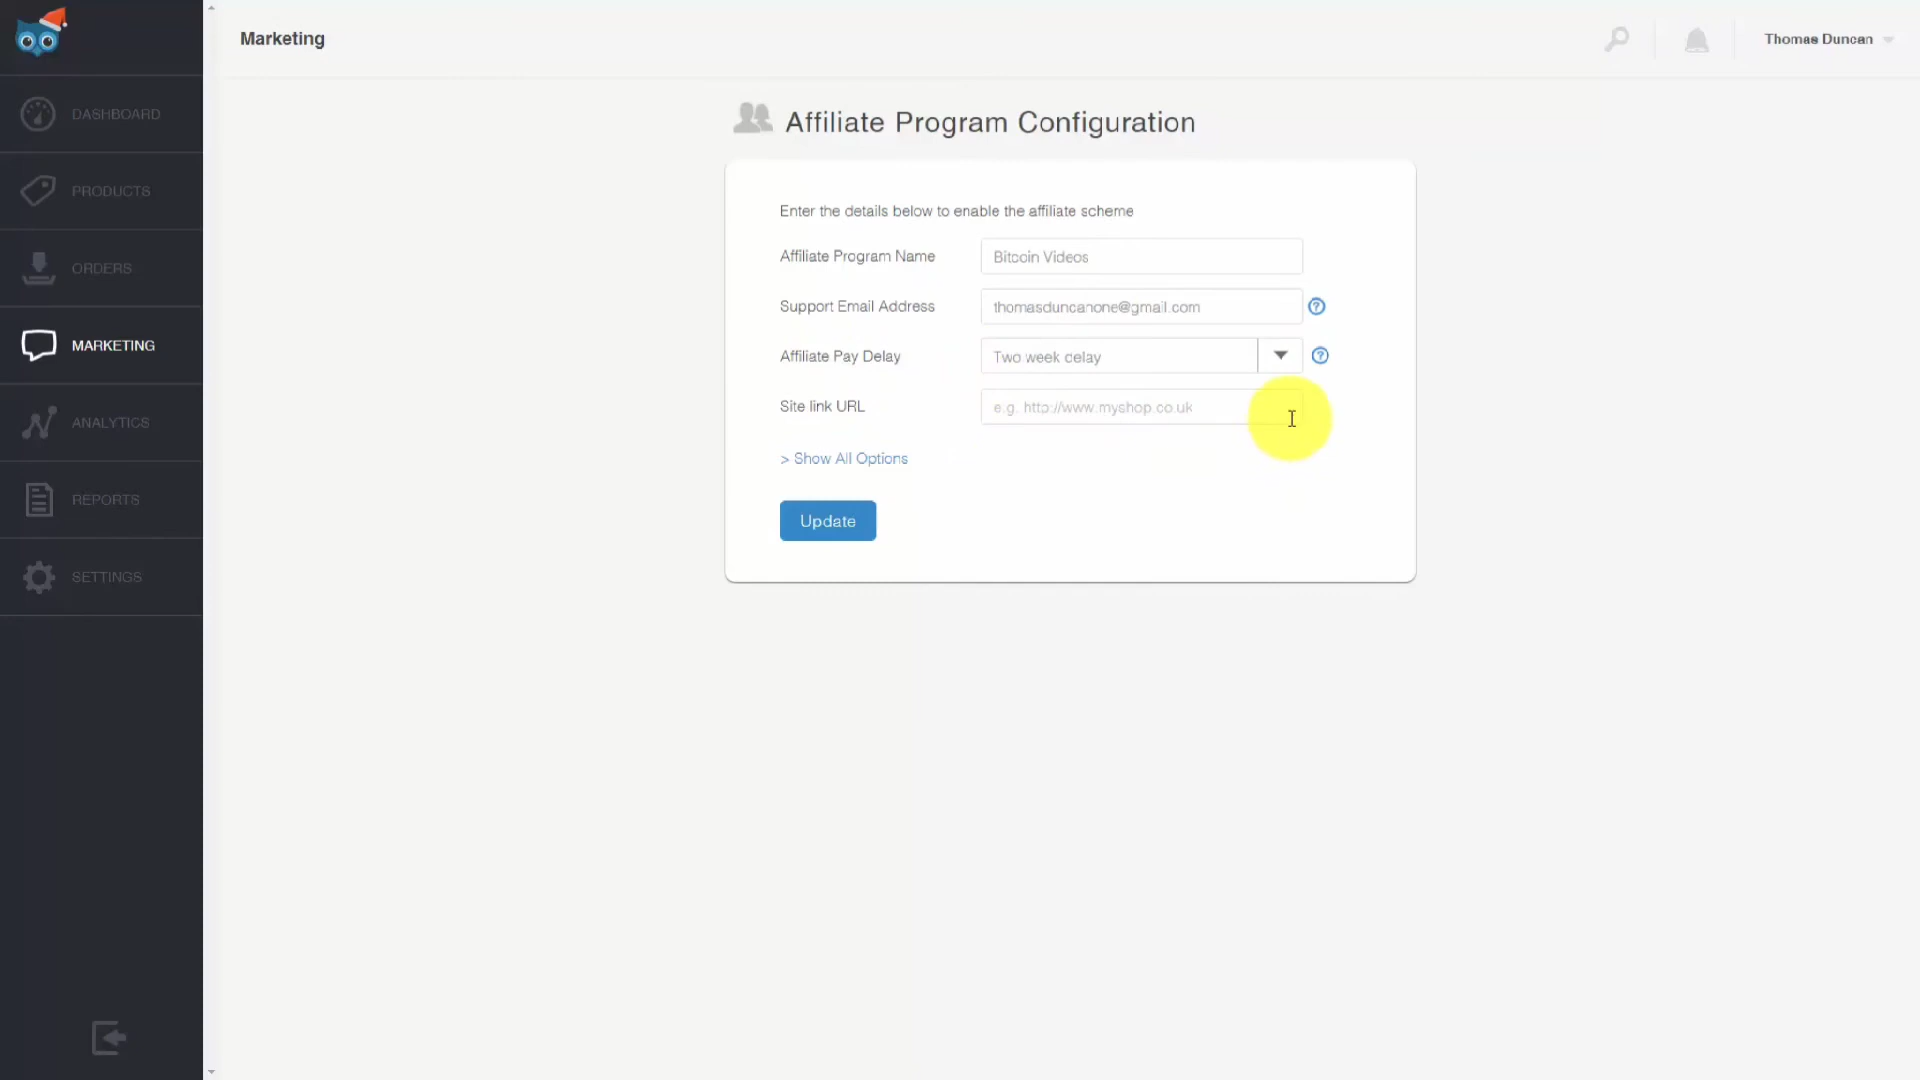 Marketing
Thomas Duncan
DASHBOARD
PRODUCTS
ORDERS
MARKETING
ANALYTICS
REPORTS
SETTINGS
Affiliate Program Configuration
Enter the details below to enable the affiliate scheme
Affiliate Program Name
Bitcoin Videos
Support Email Address
thomasduncanone@gmail.com
?
Affiliate Pay Delay
Two week delay
?
Site link URL
e.g. http://www.myshop.co.uk
> Show All Options
Update